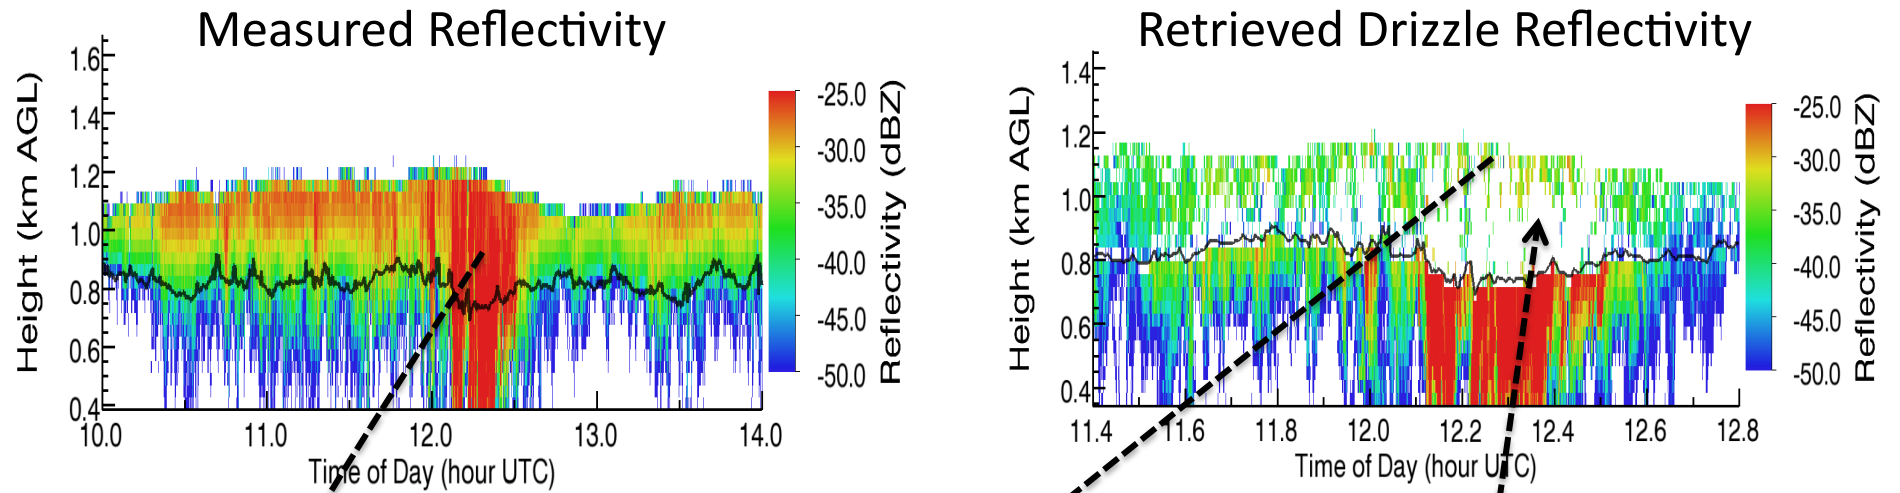 Measured Reflectivity
Height (km AGL)
1.6
1.4
1.2
1.0
0.8
0.6
0.4
10.0 11.0 12.0 13.0 14.0
Time of Day (hour UTC)
-25.0
-30.0
-35.0
-40.0
-45.0
-50.0
Reflectivity (dBZ)
Retrieved Drizzle Reflectivity
Height (km AGL)
1.4
1.2
1.0
0.8
0.6
0.4
11.4 11.6 11.8 12.0 12.2 12.4 12.6 12.8
Time of Day (hour UTC)
-25.0
-30.0
-35.0
-40.0
-45.0
-50.0
Reflectivity (dBZ)